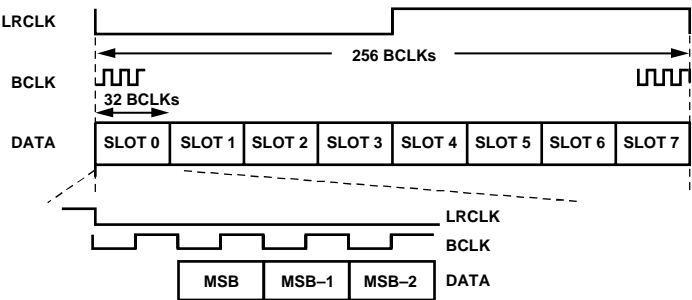 LRCLK
256 BCLKs
BCLK
32 BCLKs
DATA SLOT 0 SLOT 1 SLOT 2 SLOT 3 SLOT 4 SLOT 5 SLOT 6 SLOT 7
LRCLK
BCLK
MSB MSB–1 MSB–2 DATA